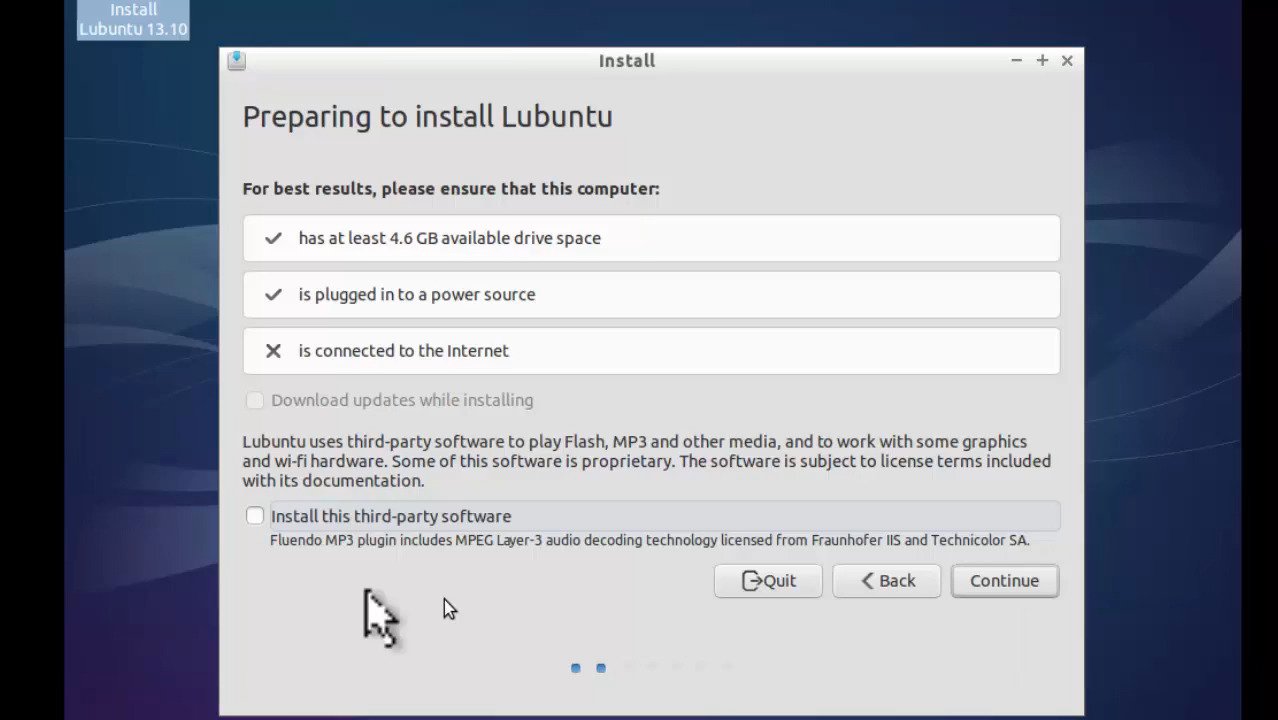 Install
Lubuntu 13.10
Install
Preparing to install Lubuntu
For best results, please ensure that this computer:
has at least 4.6 GB available drive space
is plugged in to a power source
is connected to the Internet
Download updates while installing
Lubuntu uses third-party software to play Flash, MP3 and other media, and to work with some graphics
and wi-fi hardware. Some of this software is proprietary. The software is subject to license terms included
with its documentation.
Install this third-party software
Fluendo MP3 plugin includes MPEG Layer-3 audio decoding technology licensed from Fraunhofer IIS and Technicolor SA.
Quit Back Continue